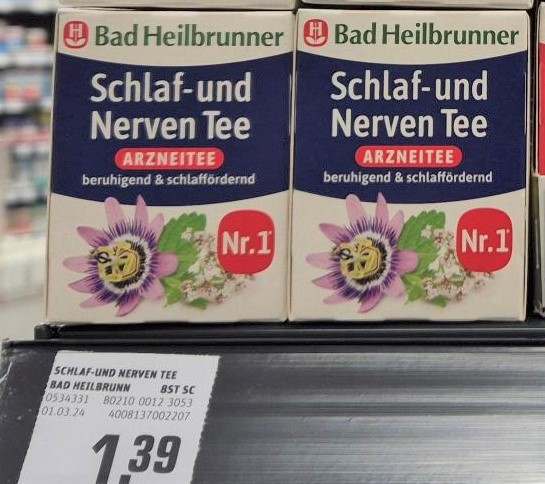 Bad Heilbrunner
Schlaf-und
Nerven Tee
ARZNEITEE
beruhigend & schlaffördernd
Nr.1*
Bad Heilbrunner
Schlaf-und
Nerven Tee
ARZNEITEE
beruhigend & schlaffördernd
Nr.1*
SCHLAF-UND NERVEN TEE
BAD HEILBRUNN 8ST SC
0534331 B0210 0012 3053
01.03.24 4008137002207
1.39